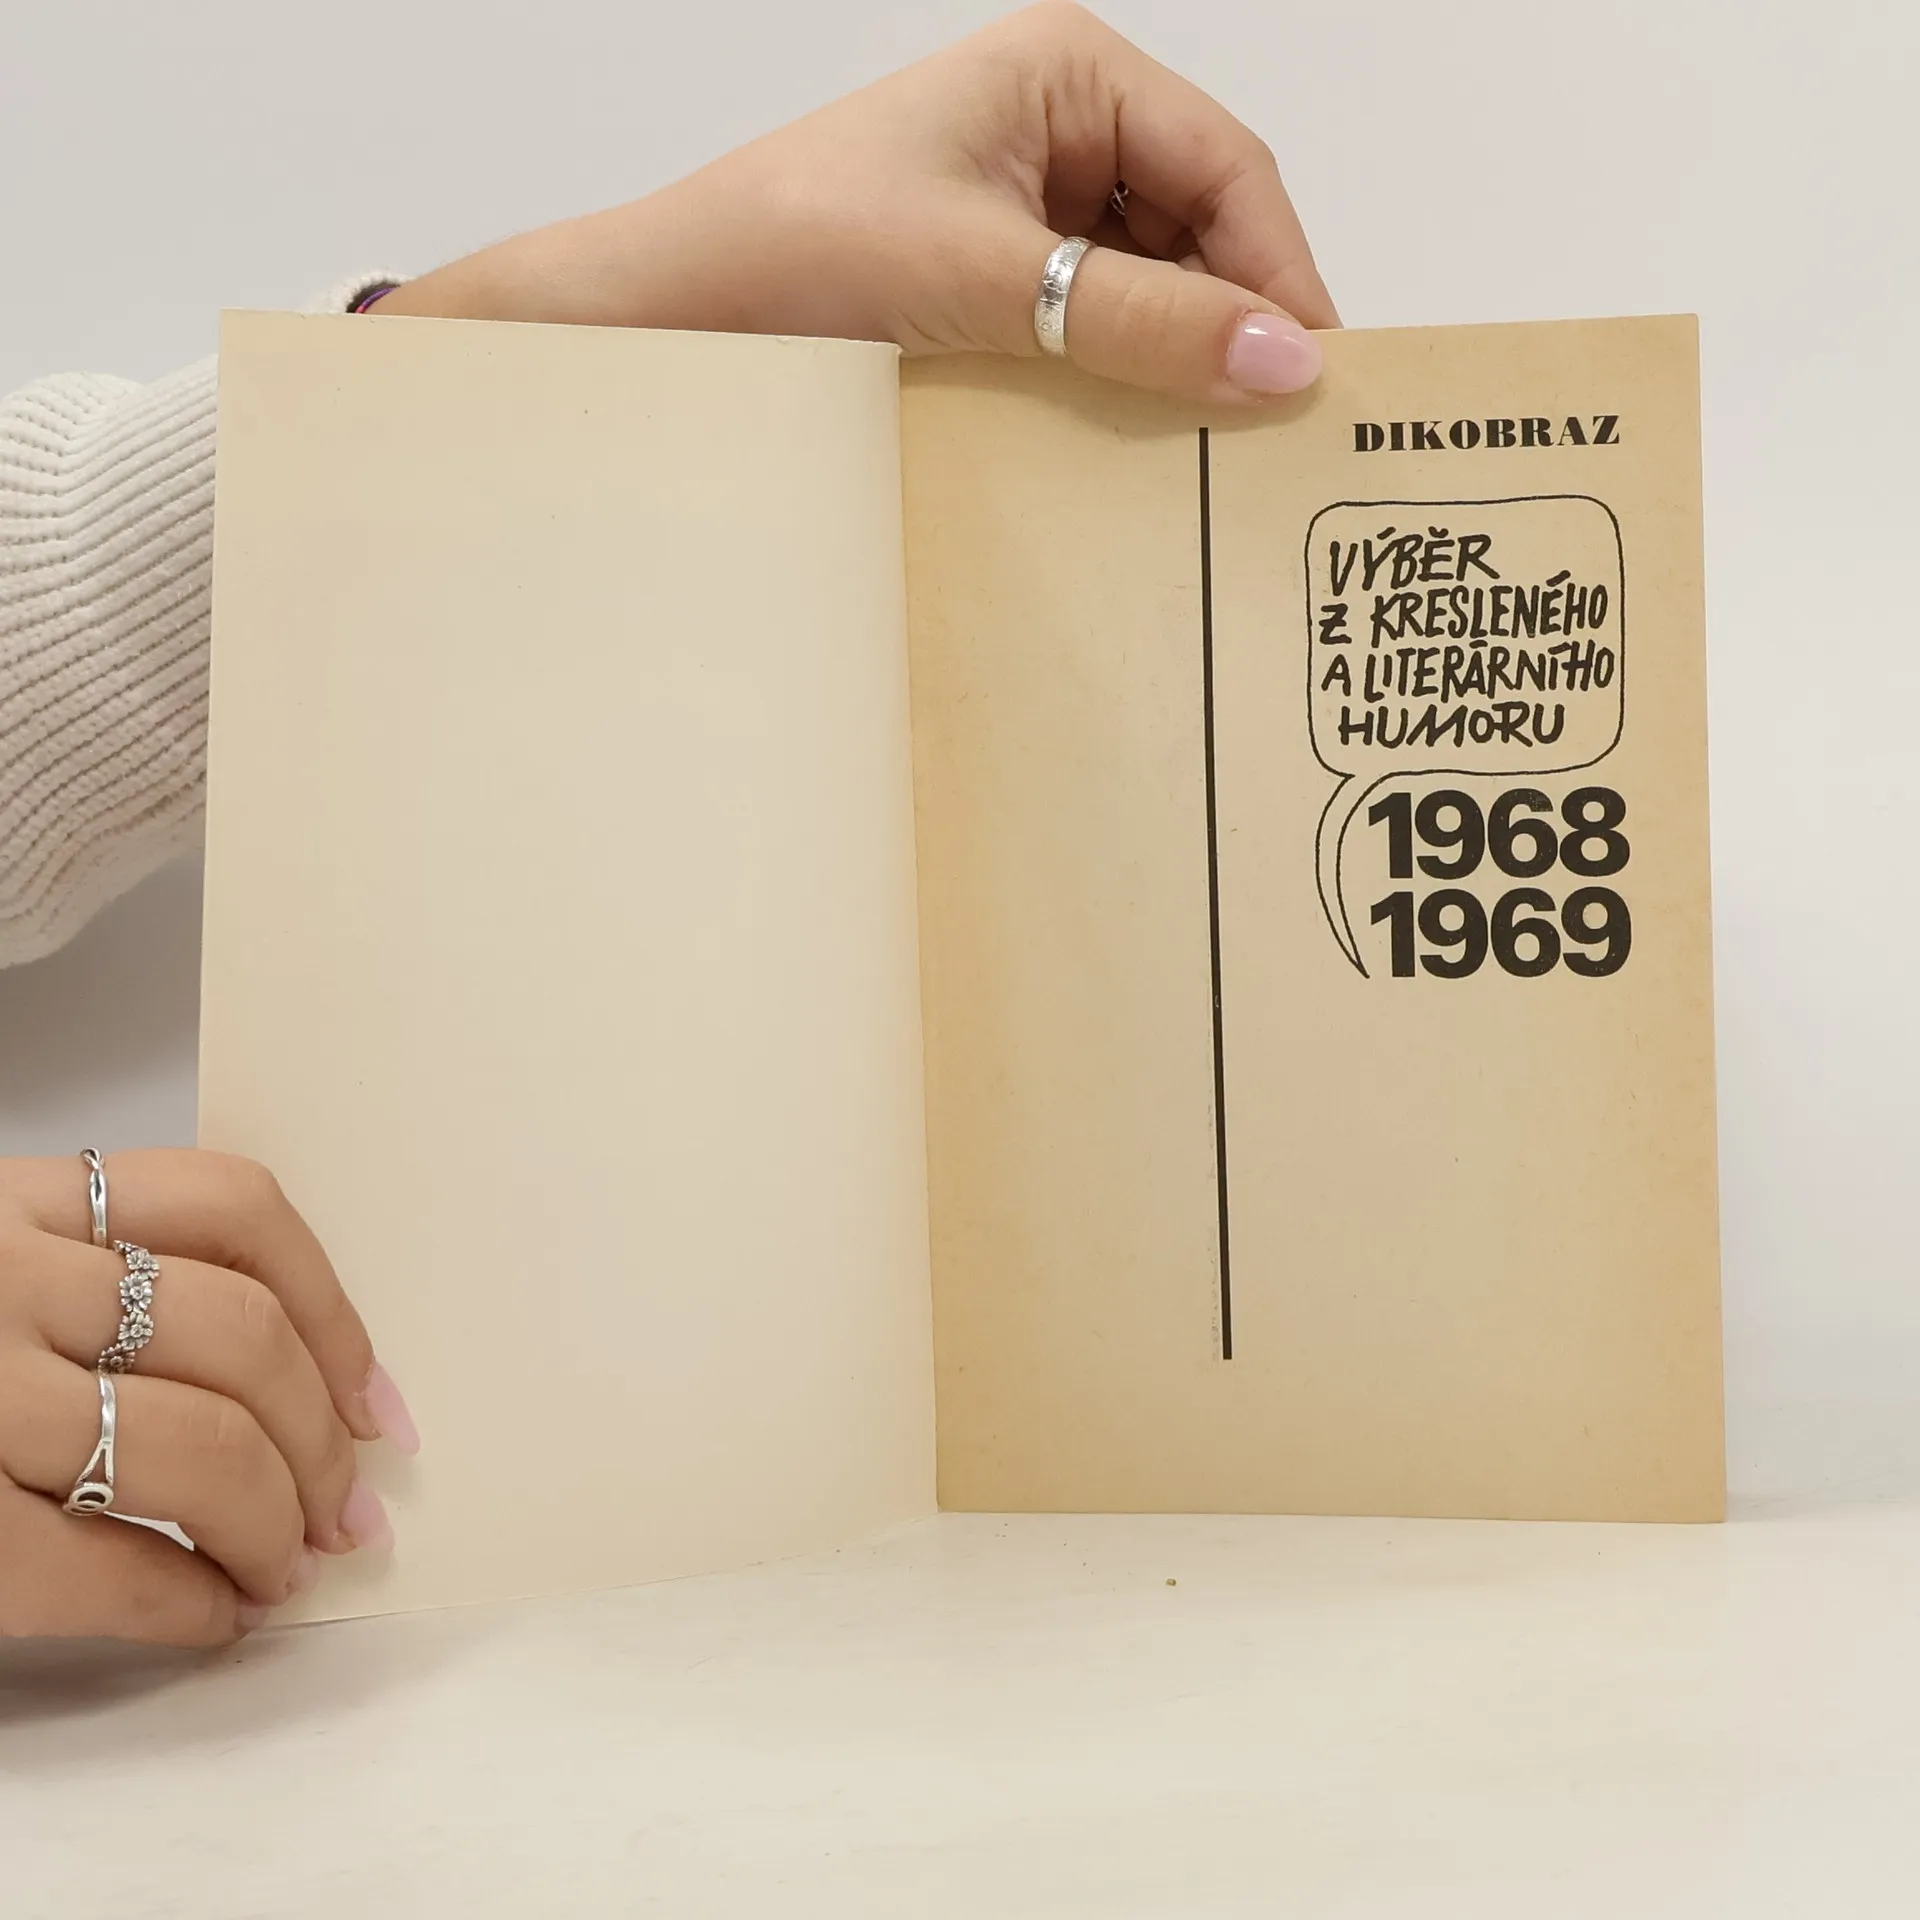 DIKOBRAZ
VÝBĚR
Z KRESLENÉHO
A LITERÁRNÍHO
HUMORU
1968
1969